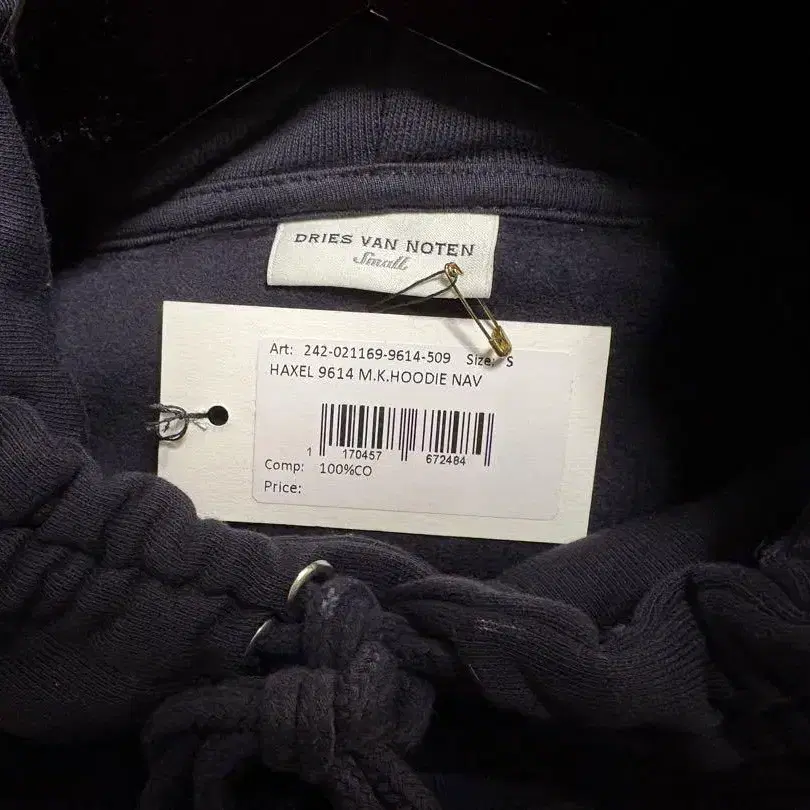 DRIES VAN NOTEN
Small
Art: 242-021169-9614-509 Size: S
HAXEL 9614 M.K.HOODIE NAV
1 170457 672484
Comp: 100%CO
Price: